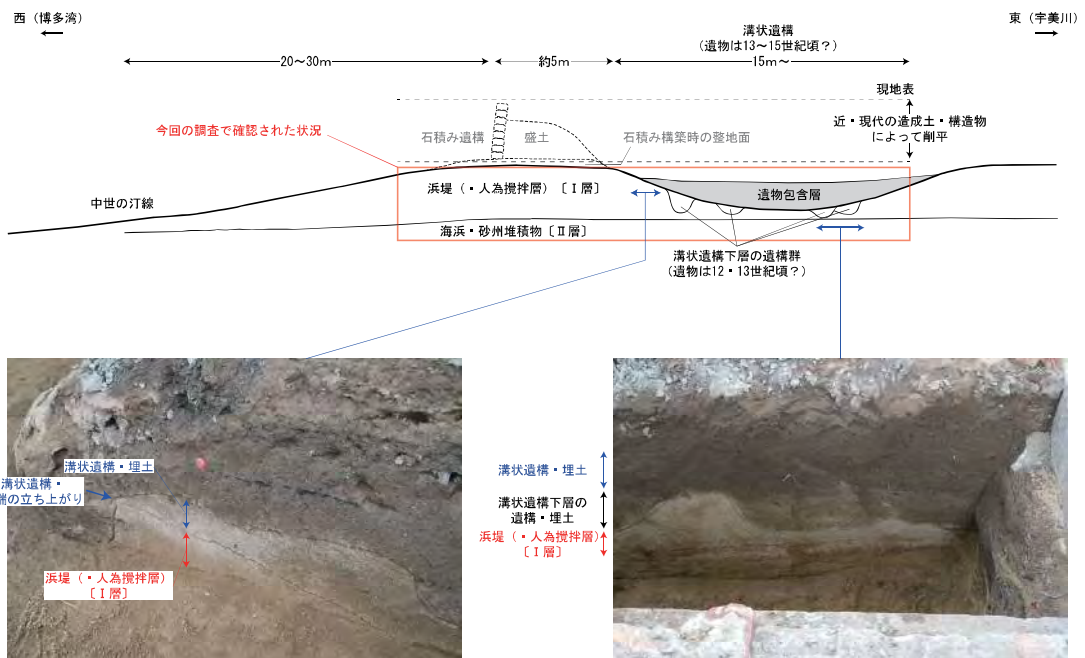 西（博多湾）
東（宇美川）
溝状遺構
（遺物は13～15世紀頃？）
20～30m
約5m
15m～
現地表
今回の調査で確認された状況
石積み遺構
盛土
石積み構築時の整地面
近・現代の造成土・構造物
によって削平
浜堤（・人為攪拌層）〔Ⅰ層〕
遺物包含層
中世の汀線
海浜・砂州堆積物〔Ⅱ層〕
溝状遺構下層の遺構群
（遺物は12・13世紀頃？）
溝状遺構・埋土
溝状遺構・
端の立ち上がり
浜堤（・人為攪拌層）
〔Ⅰ層〕
溝状遺構・埋土
溝状遺構下層の
遺構・埋土
浜堤（・人為攪拌層）
〔Ⅰ層〕